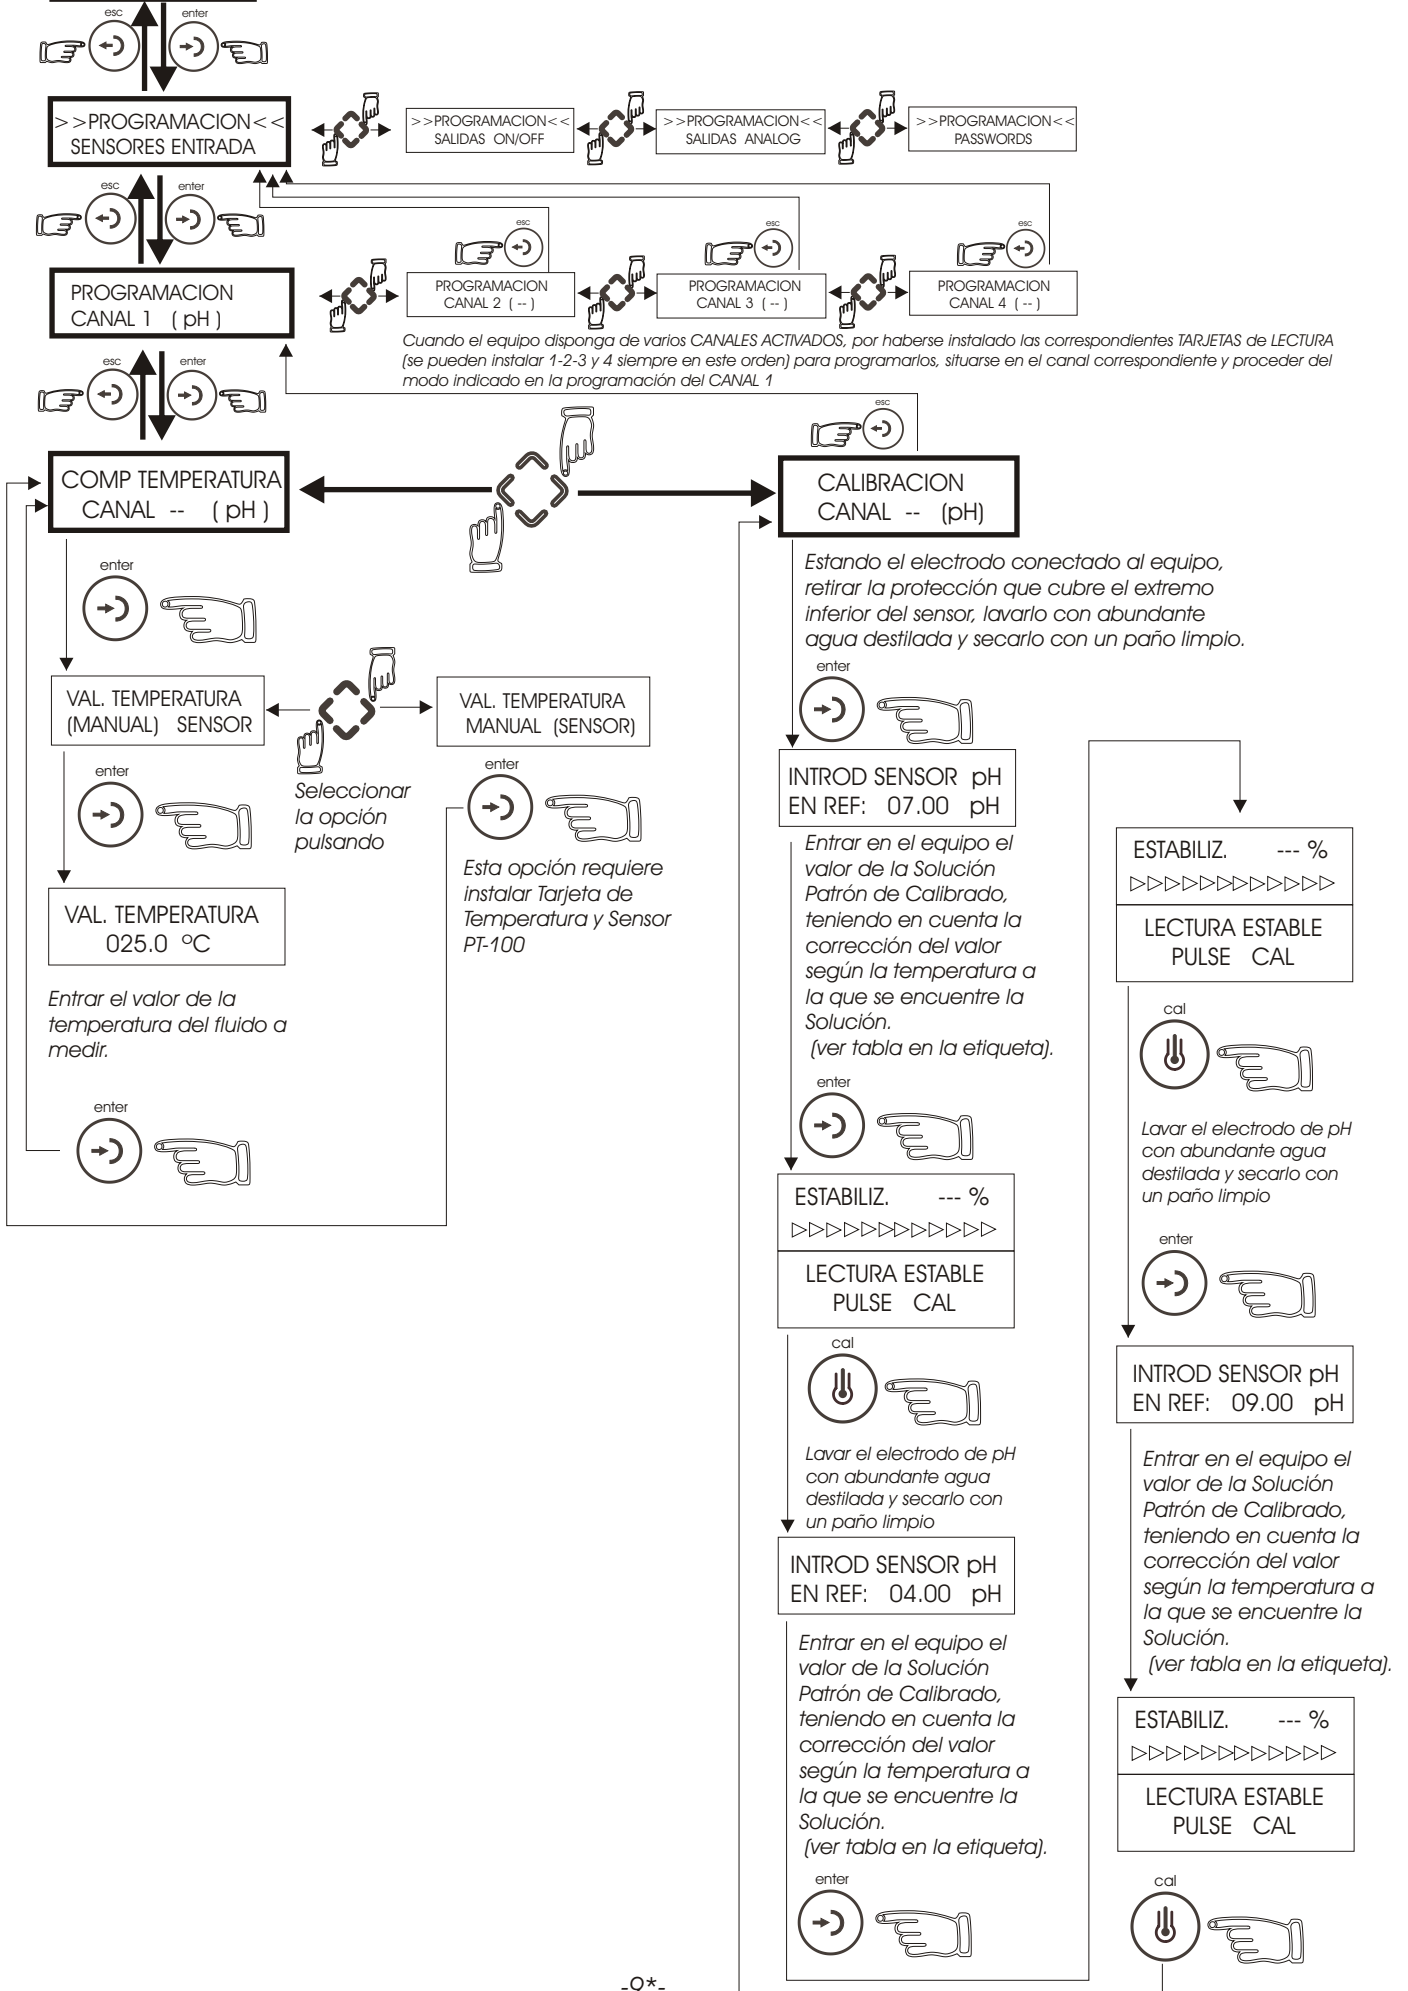 esc
enter
>>PROGRAMACION<<
SENSORES ENTRADA
>>PROGRAMACION<<
SALIDAS ON/OFF
>>PROGRAMACION<<
SALIDAS ANALOG
>>PROGRAMACION<<
PASSWORDS
esc
enter
esc
esc
esc
PROGRAMACION
CANAL 1 ( pH )
PROGRAMACION
CANAL 2 ( -- )
PROGRAMACION
CANAL 3 ( -- )
PROGRAMACION
CANAL 4 ( -- )
Cuando el equipo disponga de varios CANALES ACTIVADOS, por haberse instalado las correspondientes TARJETAS de LECTURA
(se pueden instalar 1-2-3 y 4 siempre en este orden) para programarlos, situarse en el canal correspondiente y proceder del
modo indicado en la programación del CANAL 1
esc
enter
esc
COMP TEMPERATURA
CANAL -- ( pH )
CALIBRACION
CANAL -- (pH)
enter
VAL. TEMPERATURA
(MANUAL) SENSOR
VAL. TEMPERATURA
MANUAL (SENSOR)
enter
Seleccionar
la opción
pulsando
enter
Esta opción requiere
instalar Tarjeta de
Temperatura y Sensor
PT-100
VAL. TEMPERATURA
025.0 ºC
Entrar el valor de la
temperatura del fluido a
medir.
enter
Estando el electrodo conectado al equipo,
retirar la protección que cubre el extremo
inferior del sensor, lavarlo con abundante
agua destilada y secarlo con un paño limpio.
enter
INTROD SENSOR pH
EN REF: 07.00 pH
Entrar en el equipo el
valor de la Solución
Patrón de Calibrado,
teniendo en cuenta la
corrección del valor
según la temperatura a
la que se encuentre la
Solución.
(ver tabla en la etiqueta).
enter
ESTABILIZ. --- %
▷▷▷▷▷▷▷▷▷▷▷▷
LECTURA ESTABLE
PULSE CAL
cal
Lavar el electrodo de pH
con abundante agua
destilada y secarlo con
un paño limpio
INTROD SENSOR pH
EN REF: 04.00 pH
Entrar en el equipo el
valor de la Solución
Patrón de Calibrado,
teniendo en cuenta la
corrección del valor
según la temperatura a
la que se encuentre la
Solución.
(ver tabla en la etiqueta).
enter
ESTABILIZ. --- %
▷▷▷▷▷▷▷▷▷▷▷▷
LECTURA ESTABLE
PULSE CAL
cal
Lavar el electrodo de pH
con abundante agua
destilada y secarlo con
un paño limpio
enter
INTROD SENSOR pH
EN REF: 09.00 pH
Entrar en el equipo el
valor de la Solución
Patrón de Calibrado,
teniendo en cuenta la
corrección del valor
según la temperatura a
la que se encuentre la
Solución.
(ver tabla en la etiqueta).
ESTABILIZ. --- %
▷▷▷▷▷▷▷▷▷▷▷▷
LECTURA ESTABLE
PULSE CAL
cal
-9*-